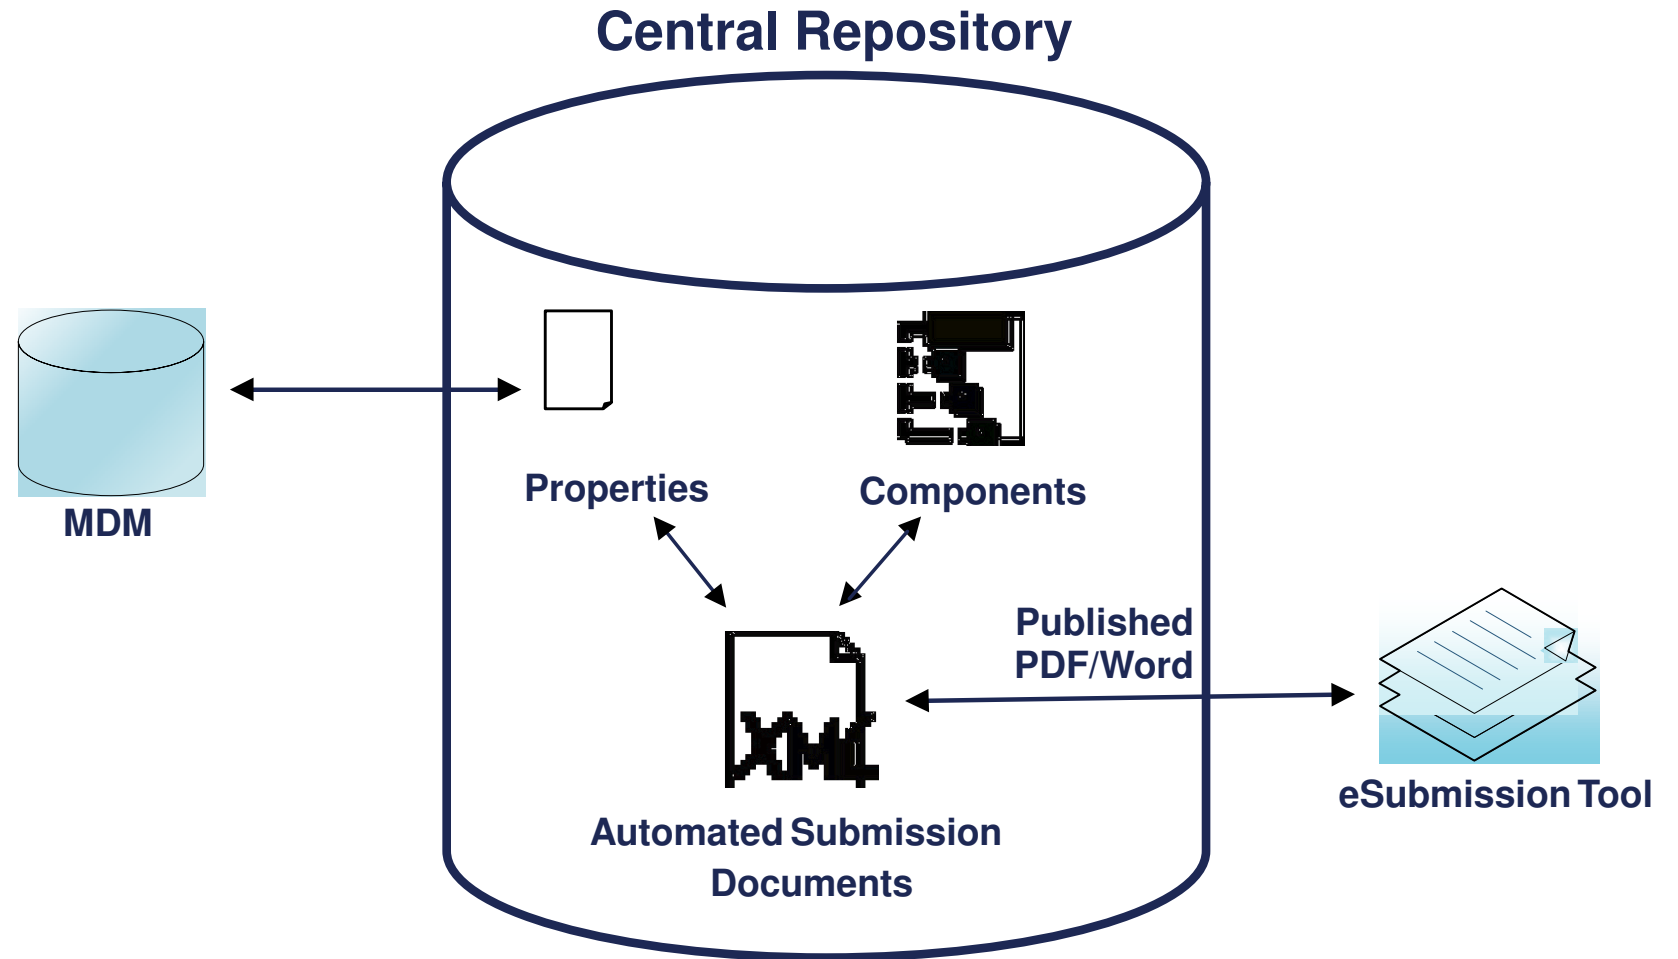 Central Repository
Properties
Components
MDM
Published
PDF/Word
XML
eSubmission Tool
Automated Submission
Documents